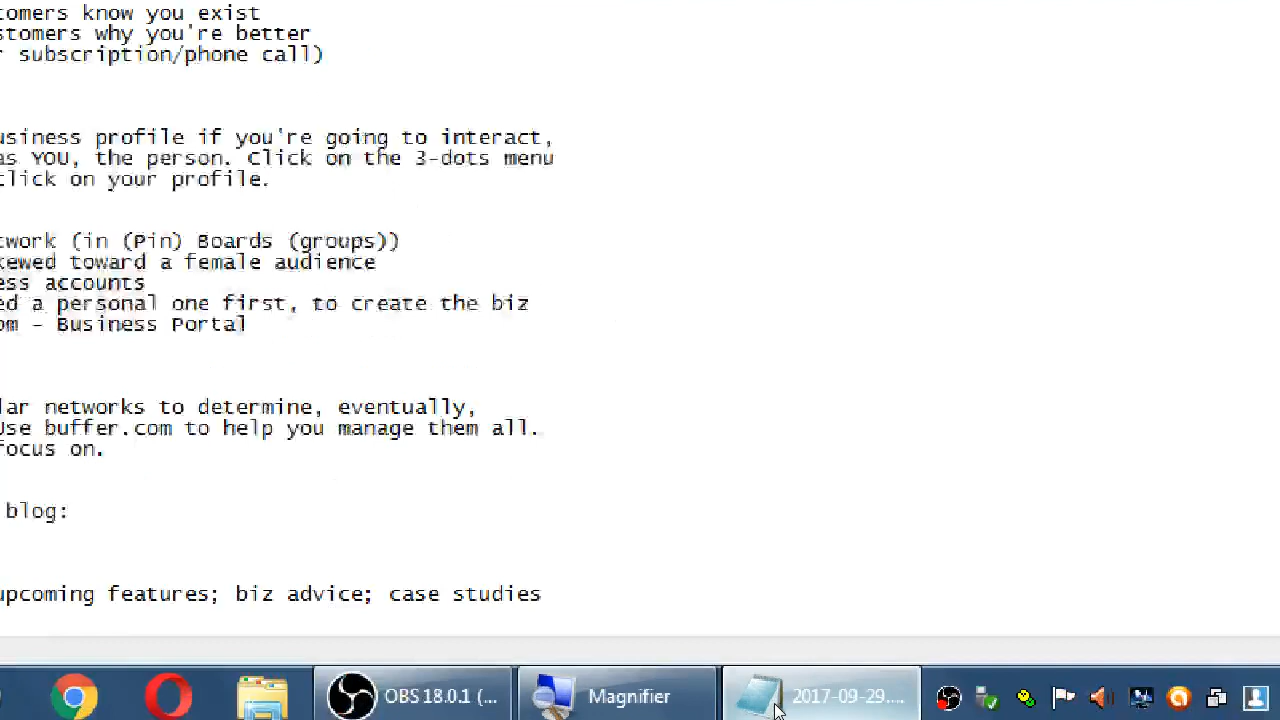 tomers know you exist
stomers why you're better
r subscription/phone call)
usiness profile if you're going to interact,
as YOU, the person. Click on the 3-dots menu
click on your profile.
twork (in (Pin) Boards (groups))
kewed toward a female audience
ess accounts
ed a personal one first, to create the biz
om - Business Portal
lar networks to determine, eventually,
Use buffer.com to help you manage them all.
focus on.
blog:
upcoming features; biz advice; case studies
OBS 18.0.1 (... Magnifier 2017-09-29....